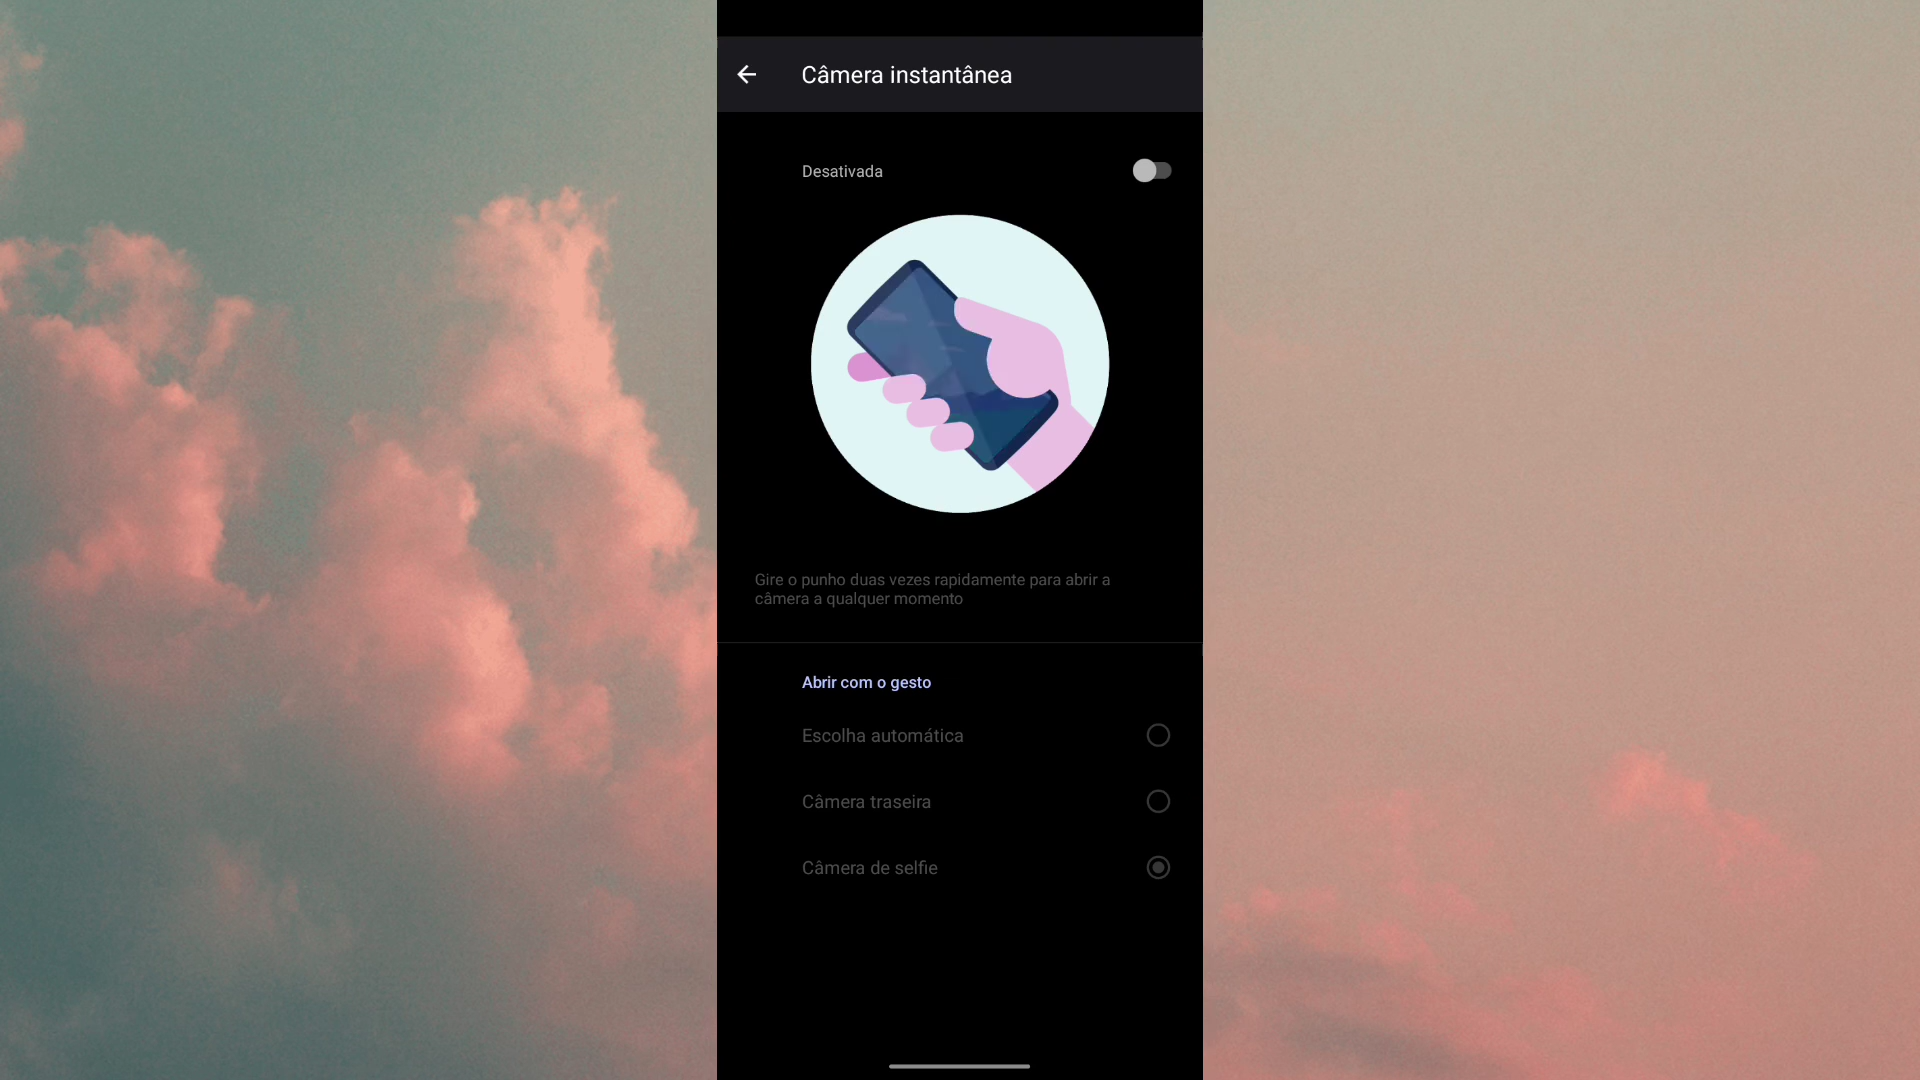 Câmera instantânea
Desativada
Gire o punho duas vezes rapidamente para abrir a
câmera a qualquer momento
Abrir com o gesto
Escolha automática
Câmera traseira
Câmera de selfie